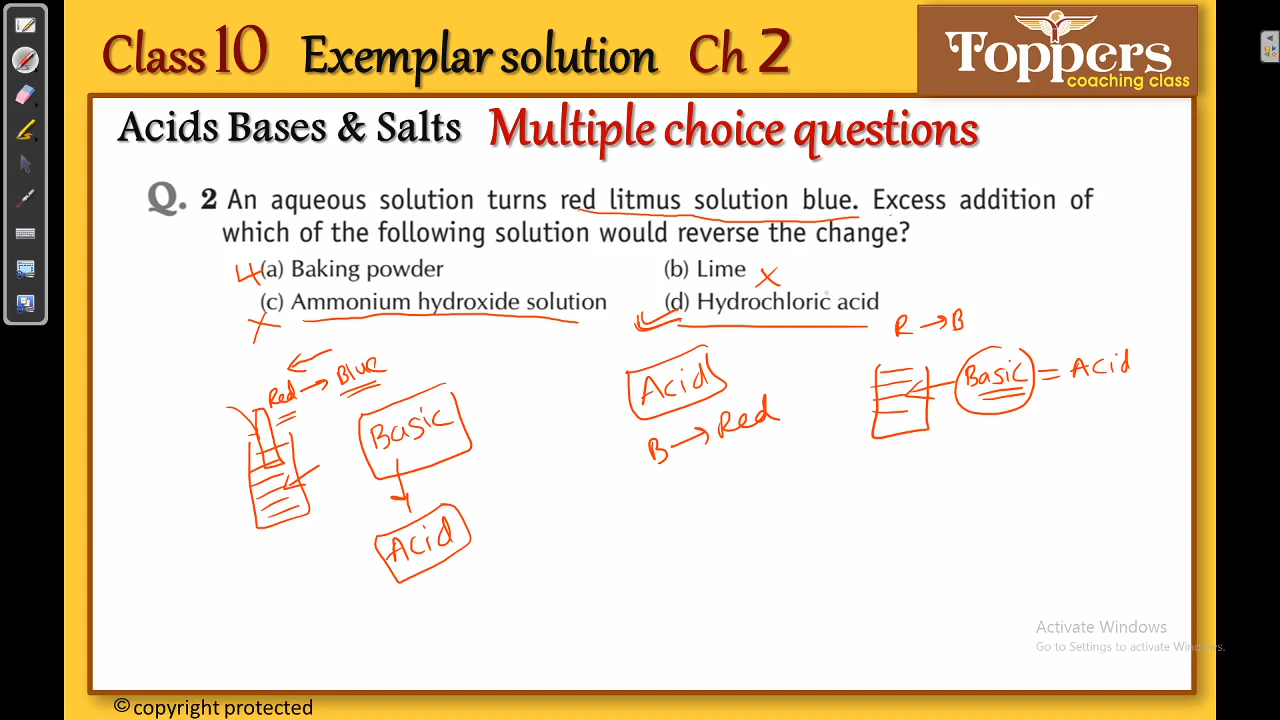 Class 10 Exemplar solution Ch 2
Toppers
coaching class
Acids Bases & Salts Multiple choice questions
Q. 2 An aqueous solution turns red litmus solution blue. Excess addition of
which of the following solution would reverse the change?
(a) Baking powder (b) Lime x
(c) Ammonium hydroxide solution (d) Hydrochloric acid
x
R → B
Red → Blue
Basic
Acid
Acid
B → Red
Basic = Acid
Activate Windows
Go to Settings to activate Windows.
© copyright protected